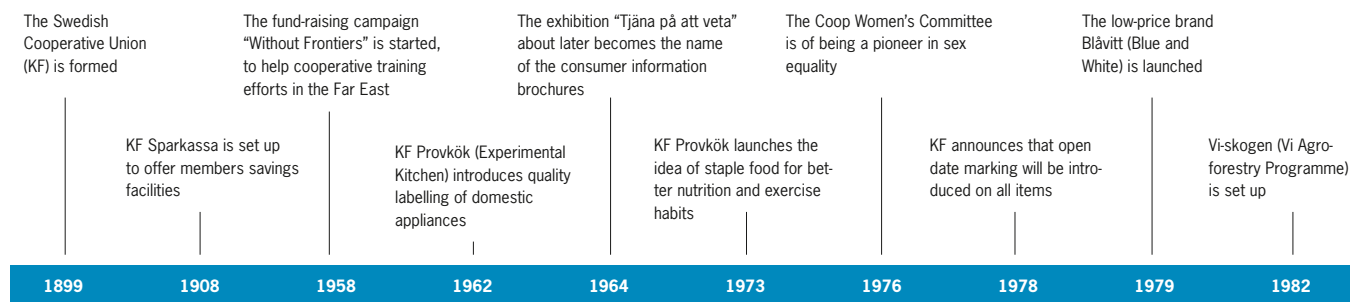 The Swedish
Cooperative Union
(KF) is formed
The fund-raising campaign
“Without Frontiers” is started,
to help cooperative training
efforts in the Far East
The exhibition “Tjäna på att veta”
about later becomes the name
of the consumer information
brochures
The Coop Women’s Committee
is of being a pioneer in sex
equality
The low-price brand
Blåvitt (Blue and
White) is launched
KF Sparkassa is set up
to offer members savings
facilities
KF Provkök (Experimental
Kitchen) introduces quality
labelling of domestic
appliances
KF Provkök launches the
idea of staple food for bet-
ter nutrition and exercise
habits
KF announces that open
date marking will be intro-
duced on all items
Vi-skogen (Vi Agro-
forestry Programme)
is set up
1899 1908 1958 1962 1964 1973 1976 1978 1979 1982